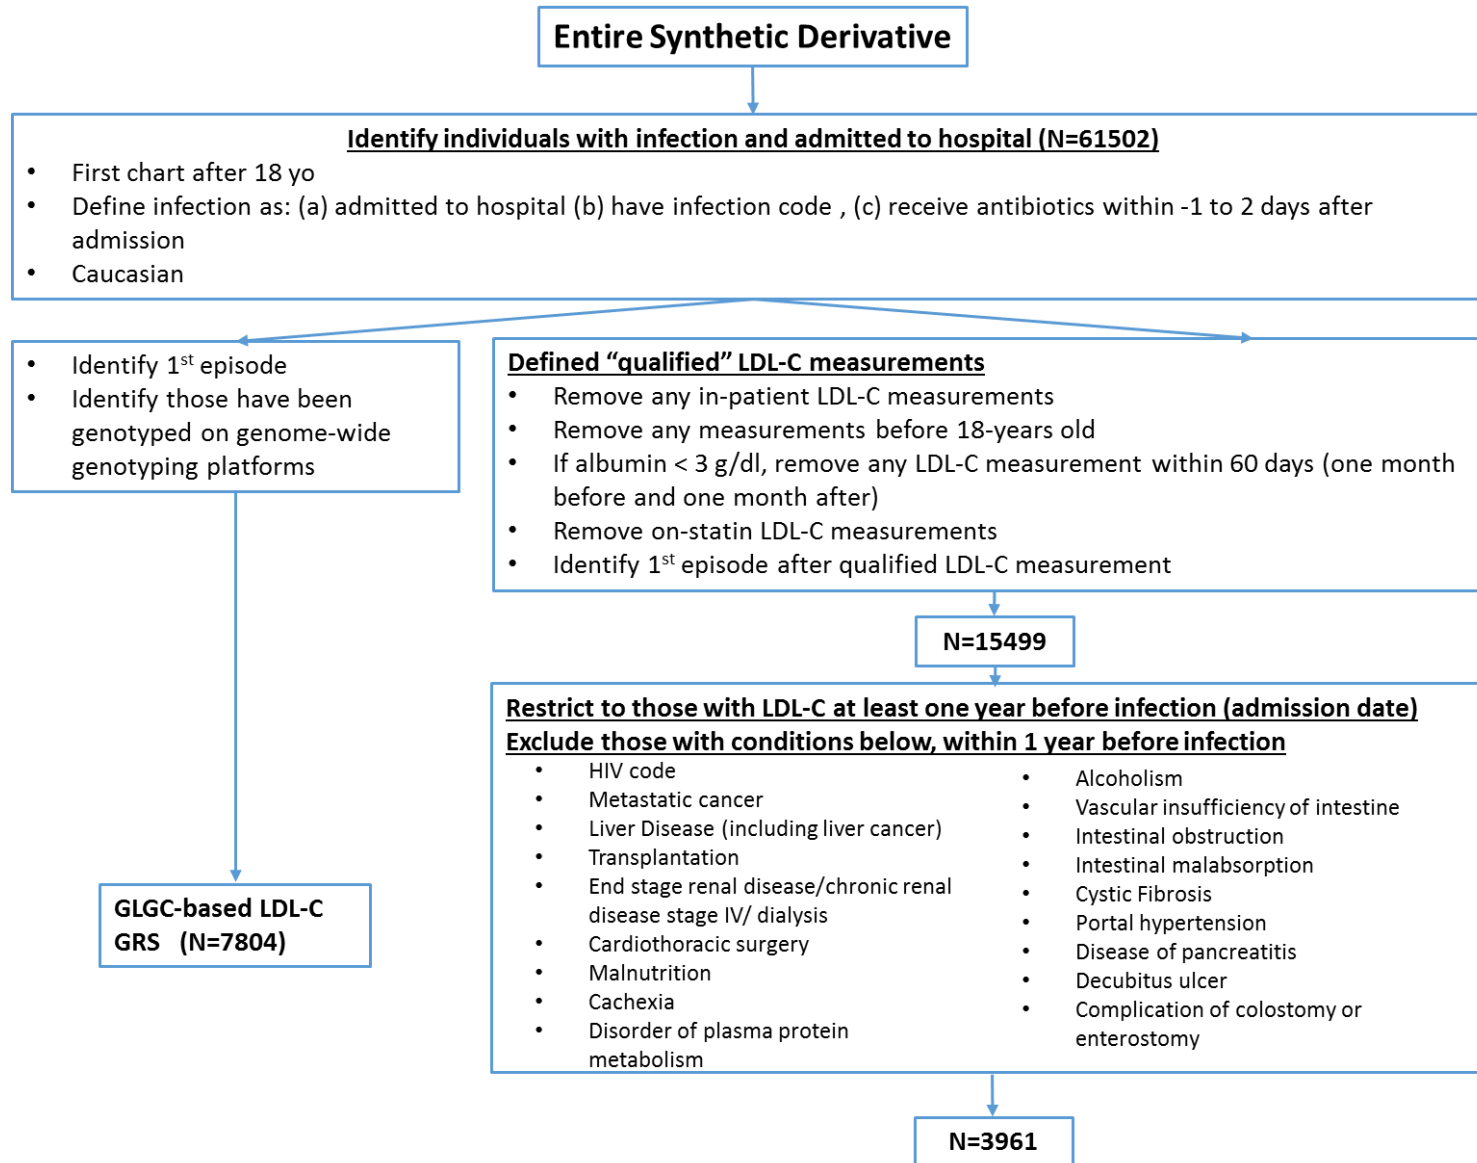 Entire Synthetic Derivative
Identify individuals with infection and admitted to hospital (N=61502)
• First chart after 18 yo
• Define infection as: (a) admitted to hospital (b) have infection code , (c) receive antibiotics within -1 to 2 days after
admission
• Caucasian
• Identify 1st episode
• Identify those have been
genotyped on genome-wide
genotyping platforms
Defined “qualified” LDL-C measurements
• Remove any in-patient LDL-C measurements
• Remove any measurements before 18-years old
• If albumin < 3 g/dl, remove any LDL-C measurement within 60 days (one month
before and one month after)
• Remove on-statin LDL-C measurements
• Identify 1st episode after qualified LDL-C measurement
N=15499
Restrict to those with LDL-C at least one year before infection (admission date)
Exclude those with conditions below, within 1 year before infection
• HIV code
• Metastatic cancer
• Liver Disease (including liver cancer)
• Transplantation
• End stage renal disease/chronic renal
disease stage IV/ dialysis
• Cardiothoracic surgery
• Malnutrition
• Cachexia
• Disorder of plasma protein
metabolism
• Alcoholism
• Vascular insufficiency of intestine
• Intestinal obstruction
• Intestinal malabsorption
• Cystic Fibrosis
• Portal hypertension
• Disease of pancreatitis
• Decubitus ulcer
• Complication of colostomy or
enterostomy
GLGC-based LDL-C
GRS (N=7804)
N=3961